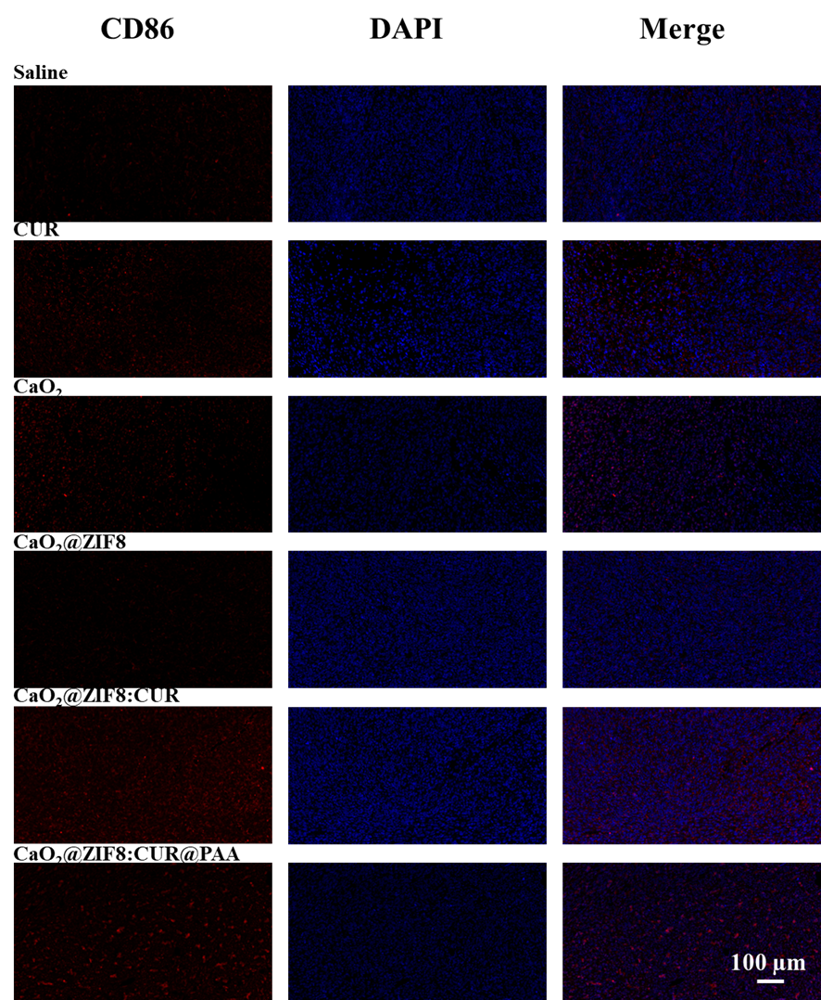 CD86 DAPI Merge
Saline
CUR
CaO₂
CaO₂@ZIF8
CaO₂@ZIF8:CUR
CaO₂@ZIF8:CUR@PAA
100 μm